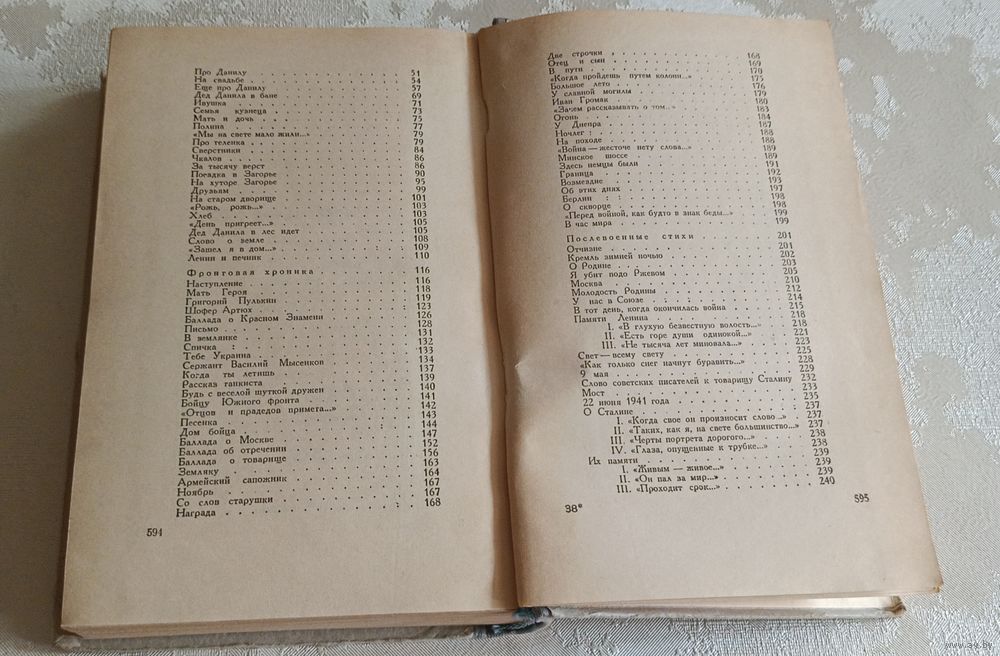 Про Данилу 51
На свадьбе 54
Еще про Данилу 57
Дед Данила в бане 69
Ивушка 71
Семья кузнеца 73
Мать и дочь 75
Полина 77
«Мы на свете мало жили...» 79
Про теленка 79
Сверстники 84
Чкалов 86
За тысячу верст 86
Поездка в Загорье 90
На хуторе Загорье 95
Друзьям 99
На старом дворище 101
«Рожь, рожь...» 103
Хлеб 103
«День пригреет...» 105
Дед Данила в лес идет 105
Слово о земле 108
«Зашел я в дом...» 109
Ленин и печник 110
Фронтовая хроника 116
Наступление 116
Мать Героя 118
Григорий Пулькин 119
Шофер Артюх 123
Баллада о Красном Знамени 126
Письмо 128
В землянке 131
Спичка 132
Тебе Украина 133
Сержант Василий Мысенков 134
Когда ты летишь 137
Рассказ танкиста 139
Будь с веселой шуткой дружен 140
Бойцу Южного фронта 141
«Отцов и прадедов примета...» 142
Песенка 143
Дом бойца 144
Баллада о Москве 147
Баллада об отречении 152
Баллада о товарище 156
Земляку 163
Армейский сапожник 164
Ноябрь 167
Со слов старушки 167
Награда 168
594
Две строчки 168
Отец и сын 169
В пути 170
«Когда пройдешь путем колонн...» 175
Большое лето 176
У славной могилы 179
Иван Громак 180
«Зачем рассказывать о том...» 183
Огонь 184
У Днепра 187
Ночлег 188
На походе 188
«Война — жесточе нету слова...» 189
Минское шоссе 189
Здесь немцы были 191
Граница 192
Возмездие 193
Об этих днях 197
Берлин 198
О скворце 198
«Перед войной, как будто в знак беды...» 199
В час мира 199
Послевоенные стихи 201
Отчизне 201
Кремль зимней ночью 202
О Родине 203
Я убит подо Ржевом 205
Москва 210
Молодость Родины 212
У нас в Союзе 214
В тот день, когда окончилась война 215
Памяти Ленина 218
I. «В глухую безвестную волость...» 218
II. «Есть горе души одинокой...» 221
III. «Не тысяча лет миновала...» 223
Свет — всему свету 225
«Как только снег начнут буравить...» 228
9 мая 229
Слово советских писателей к товарищу Сталину 232
Мост 233
22 июня 1941 года 235
О Сталине 237
I. «Когда свое он произносит слово...» 237
II. «Таких, как я, на свете большинство...» 237
III. «Черты портрета дорогого...» 238
IV. «Глаза, опущенные к трубке...» 238
Их памяти 239
I. «Живым — живое...» 239
II. «Он пал за мир...» 239
III. «Проходит срок...» 240
38*
595
www.ay.by